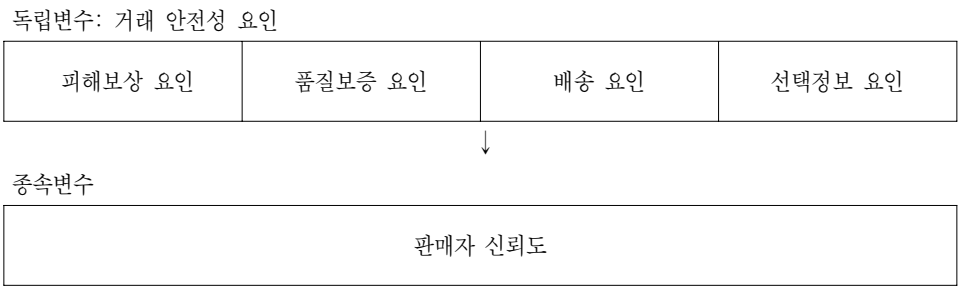 독립변수: 거래 안전성 요인
피해보상 요인 품질보증 요인 배송 요인 선택정보 요인
↓
종속변수
판매자 신뢰도